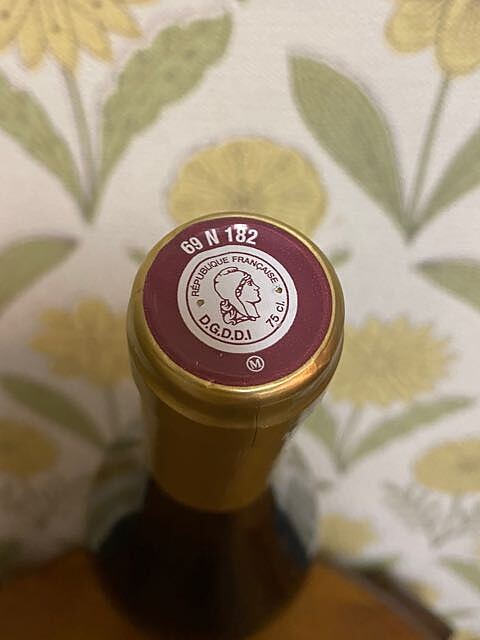 69 N 182
RÉPUBLIQUE FRANÇAISE
75 cl.
D.G.D.D.I
M